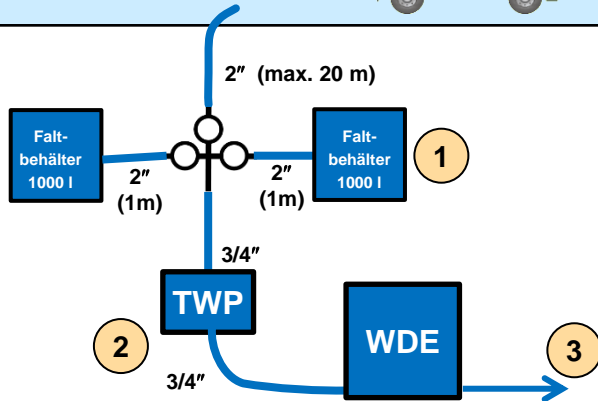 2″ (max. 20 m)
Falt-
behälter
1000 l
2″
(1m)
2″
(1m)
Falt-
behälter
1000 l
1
3/4″
TWP
2
3/4″
WDE
3